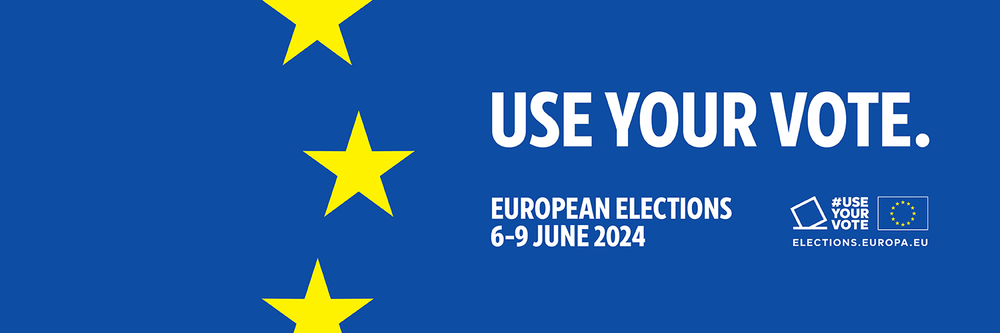 USE YOUR VOTE.
EUROPEAN ELECTIONS
6–9 JUNE 2024
#USE
YOUR
VOTE
ELECTIONS.EUROPA.EU